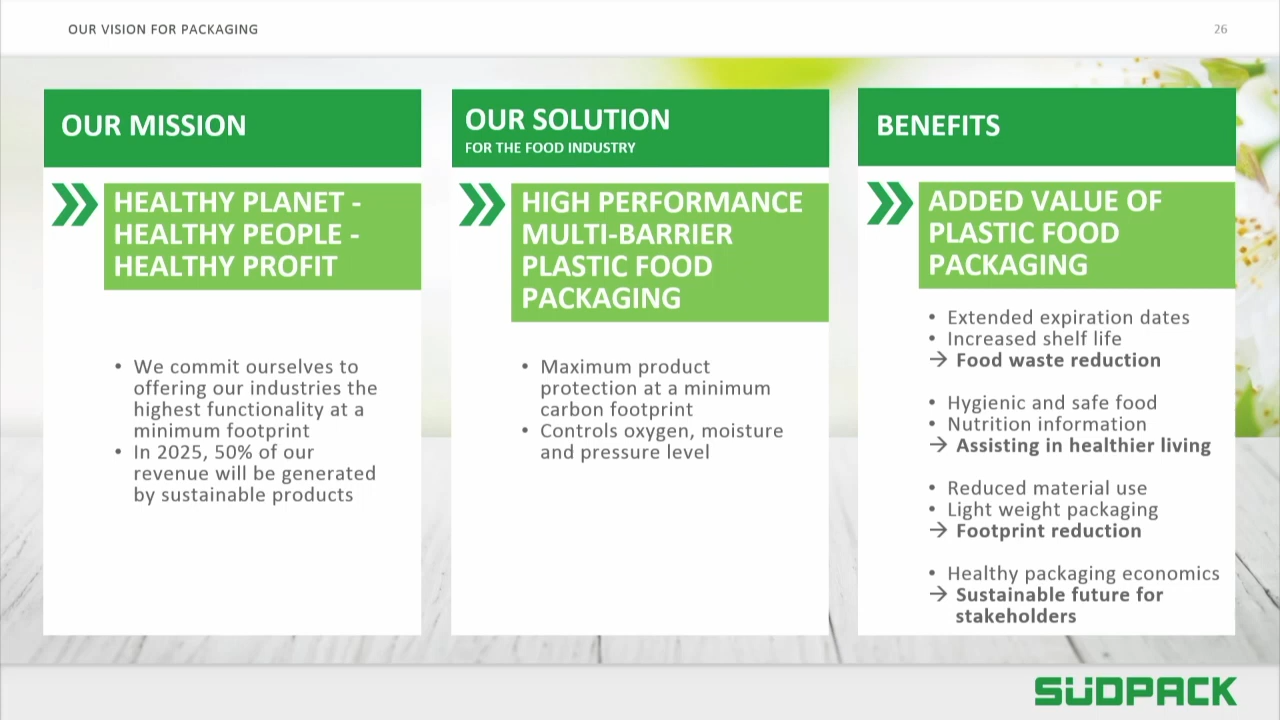 OUR VISION FOR PACKAGING
26
OUR MISSION
HEALTHY PLANET -
HEALTHY PEOPLE -
HEALTHY PROFIT
• We commit ourselves to
offering our industries the
highest functionality at a
minimum footprint
• In 2025, 50% of our
revenue will be generated
by sustainable products
OUR SOLUTION
FOR THE FOOD INDUSTRY
HIGH PERFORMANCE
MULTI-BARRIER
PLASTIC FOOD
PACKAGING
• Maximum product
protection at a minimum
carbon footprint
• Controls oxygen, moisture
and pressure level
BENEFITS
ADDED VALUE OF
PLASTIC FOOD
PACKAGING
• Extended expiration dates
• Increased shelf life
→ Food waste reduction
• Hygienic and safe food
• Nutrition information
→ Assisting in healthier living
• Reduced material use
• Light weight packaging
→ Footprint reduction
• Healthy packaging economics
→ Sustainable future for
stakeholders
SÜDPACK